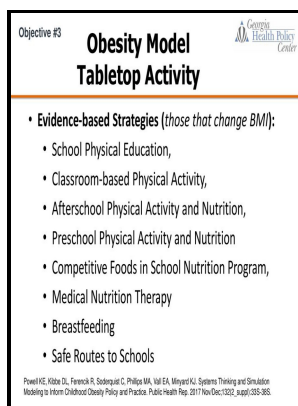 Objective #3
Georgia
Health Policy
Center
Obesity Model
Tabletop Activity
• Evidence-based Strategies (those that change BMI):
• School Physical Education,
• Classroom-based Physical Activity,
• Afterschool Physical Activity and Nutrition,
• Preschool Physical Activity and Nutrition
• Competitive Foods in School Nutrition Program,
• Medical Nutrition Therapy
• Breastfeeding
• Safe Routes to Schools
Powell KE, Kibbe DL, Ferencik R, Soderquist C, Phillips MA, Vall EA, Minyard KJ. Systems Thinking and Simulation
Modeling to Inform Childhood Obesity Policy and Practice. Public Health Rep. 2017 Nov/Dec;132(2_suppl):33S-38S.